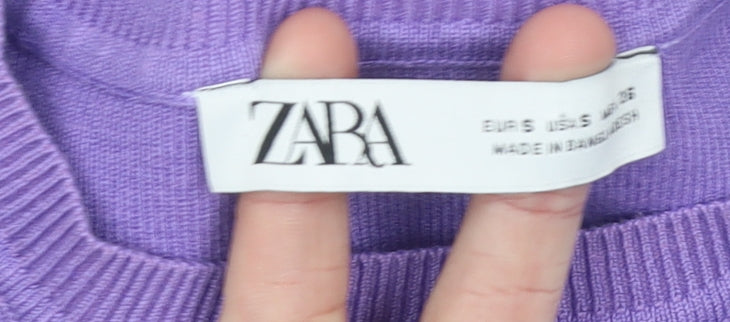 ZARA
EUR S USA S MEX 26
MADE IN BANGLADESH